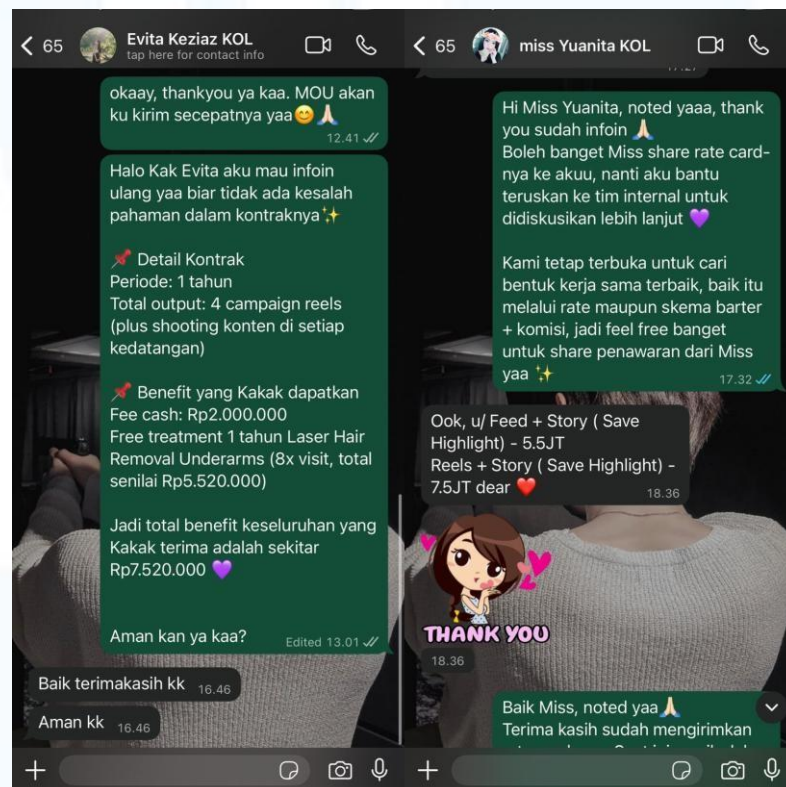 65
Evita Keziaz KOL
tap here for contact info
okaay, thankyou ya kaa. MOU akan
ku kirim secepatnya yaa😊🙏🏻
12.41
Halo Kak Evita aku mau infoin
ulang yaa biar tidak ada kesalah
pahaman dalam kontraknya✨
📌 Detail Kontrak
Periode: 1 tahun
Total output: 4 campaign reels
(plus shooting konten di setiap
kedatangan)
📌 Benefit yang Kakak dapatkan
Fee cash: Rp2.000.000
Free treatment 1 tahun Laser Hair
Removal Underarms (8x visit, total
senilai Rp5.520.000)
Jadi total benefit keseluruhan yang
Kakak terima adalah sekitar
Rp7.520.000 💜
Aman kan ya kaa?
Edited 13.01
Baik terimakasih kk 16.46
Aman kk 16.46
65
miss Yuanita KOL
Hi Miss Yuanita, noted yaaa, thank
you sudah infoin 🙏🏻
Boleh banget Miss share rate card-
nya ke akuu, nanti aku bantu
teruskan ke tim internal untuk
didiskusikan lebih lanjut 💜
Kami tetap terbuka untuk cari
bentuk kerja sama terbaik, baik itu
melalui rate maupun skema barter
+ komisi, jadi feel free banget
untuk share penawaran dari Miss
yaa ✨
17.32
Ook, u/ Feed + Story ( Save
Highlight) - 5.5JT
Reels + Story ( Save Highlight) -
7.5JT dear ❤️
18.36
THANK YOU
18.36
Baik Miss, noted yaa🙏🏻
Terima kasih sudah mengirimkan